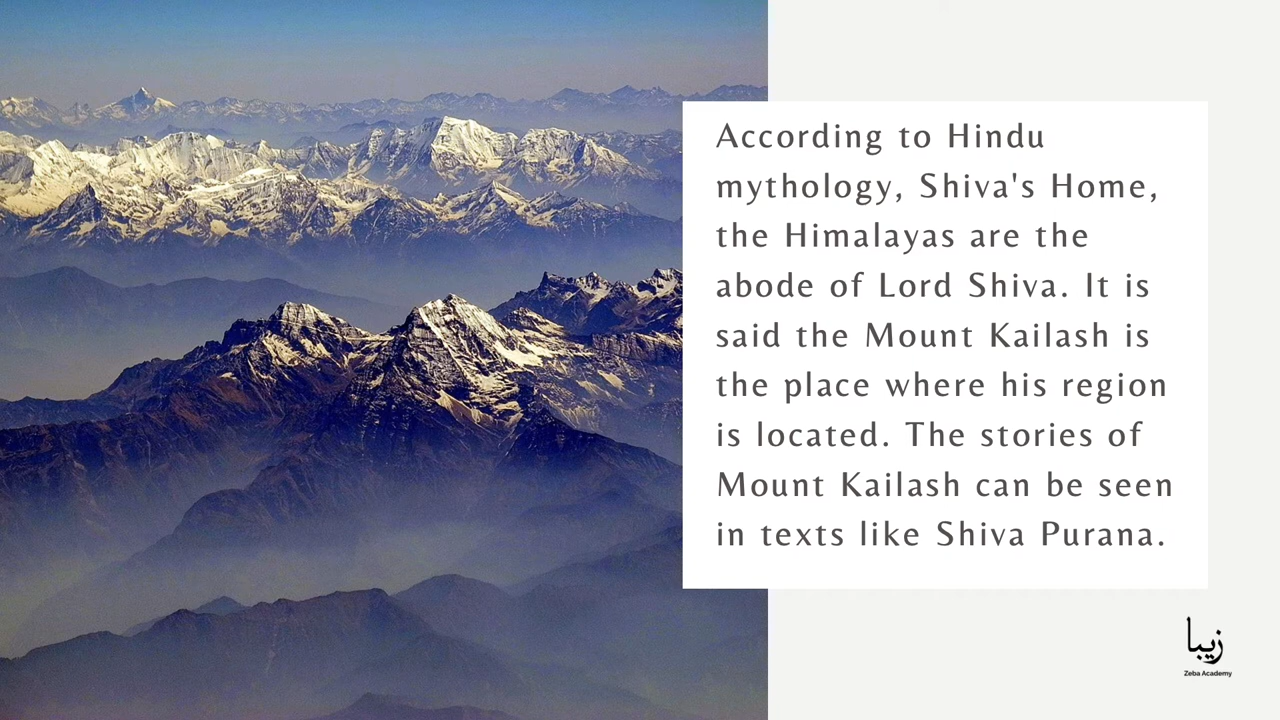 According to Hindu
mythology, Shiva's Home,
the Himalayas are the
abode of Lord Shiva. It is
said the Mount Kailash is
the place where his region
is located. The stories of
Mount Kailash can be seen
in texts like Shiva Purana.
زیبا
Zeba Academy